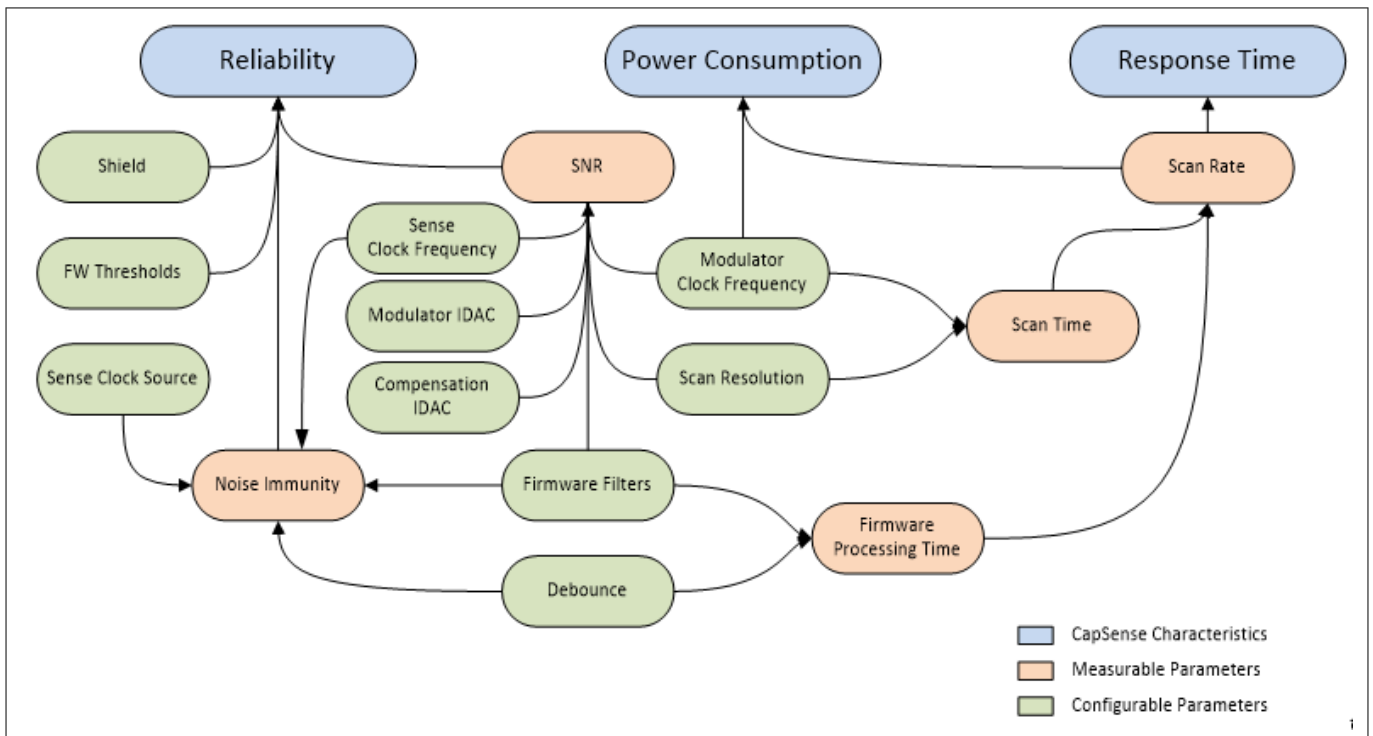 Reliability
Power Consumption
Response Time
Shield
SNR
Scan Rate
Sense
Clock Frequency
FW Thresholds
Modulator
Clock Frequency
Modulator IDAC
Scan Time
Sense Clock Source
Scan Resolution
Compensation
IDAC
Noise Immunity
Firmware Filters
Firmware
Processing Time
Debounce
CapSense Characteristics
Measurable Parameters
Configurable Parameters
1